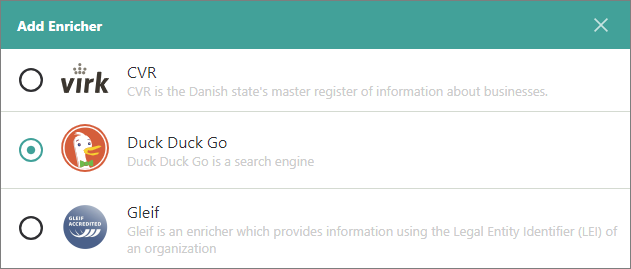 Add Enricher
virk
CVR
CVR is the Danish state's master register of information about businesses.
Duck Duck Go
Duck Duck Go is a search engine
GLEIF
ACCREDITED
Gleif
Gleif is an enricher which provides information using the Legal Entity Identifier (LEI) of
an organization